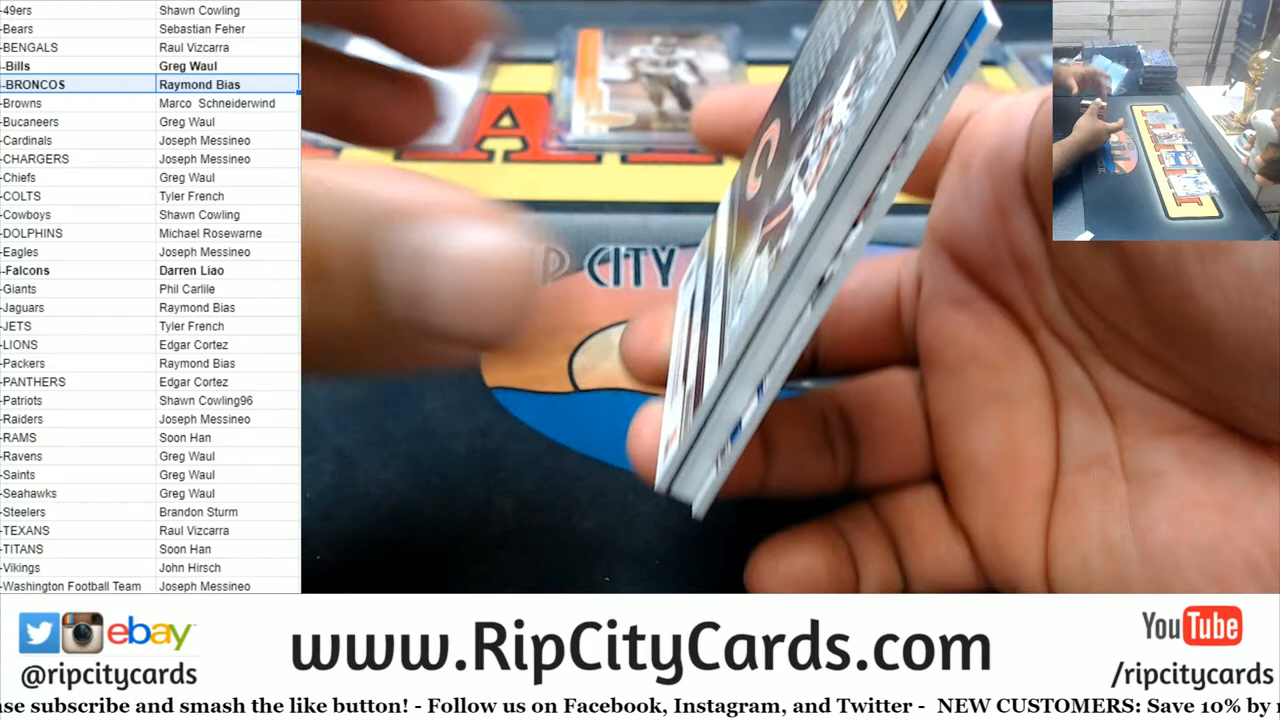 -49ers Shawn Cowling
-Bears Sebastian Feher
-BENGALS Raul Vizcarra
-Bills Greg Waul
-BRONCOS Raymond Bias
-Browns Marco Schneiderwind
-Bucaners Greg Waul
-Cardinals Joseph Messineo
-CHARGERS Joseph Messineo
-Chiefs Greg Waul
-COLTS Tyler French
-Cowboys Shawn Cowling
-DOLPHINS Michael Rosewarne
-Eagles Joseph Messineo
-Falcons Darren Liao
-Giants Phil Carlile
-Jaguars Raymond Bias
-JETS Tyler French
-LIONS Edgar Cortez
-Packers Raymond Bias
-PANTHERS Edgar Cortez
-Patriots Shawn Cowling96
-Raiders Joseph Messineo
-RAMS Soon Han
-Ravens Greg Waul
-Saints Greg Waul
-Seahawks Greg Waul
-Steelers Brandon Sturm
-TEXANS Raul Vizcarra
-TITANS Soon Han
-Vikings John Hirsch
-Washington Football Team Joseph Messineo
P CITY
ebay
@ripcitycards
www.RipCityCards.com
YouTube
/ripcitycards
se subscribe and smash the like button! - Follow us on Facebook, Instagram, and Twitter - NEW CUSTOMERS: Save 10% by